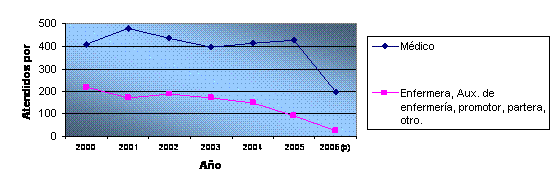 500
400
300
200
100
0
Atendidos por
2000 2001 2002 2003 2004 2005 2006(p)
Año
Médico
Enfermera, Aux. de
enfermería, promotor, partera,
otro.